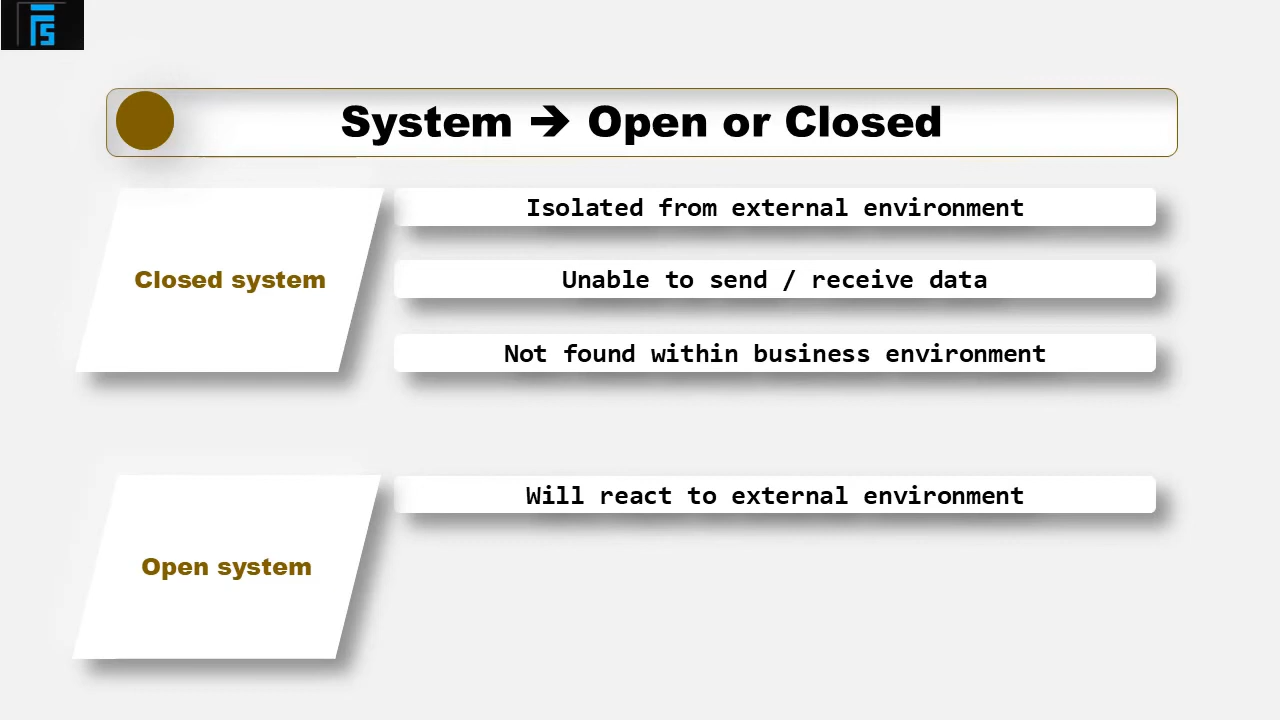 FS
System → Open or Closed
Closed system
Isolated from external environment
Unable to send / receive data
Not found within business environment
Open system
Will react to external environment